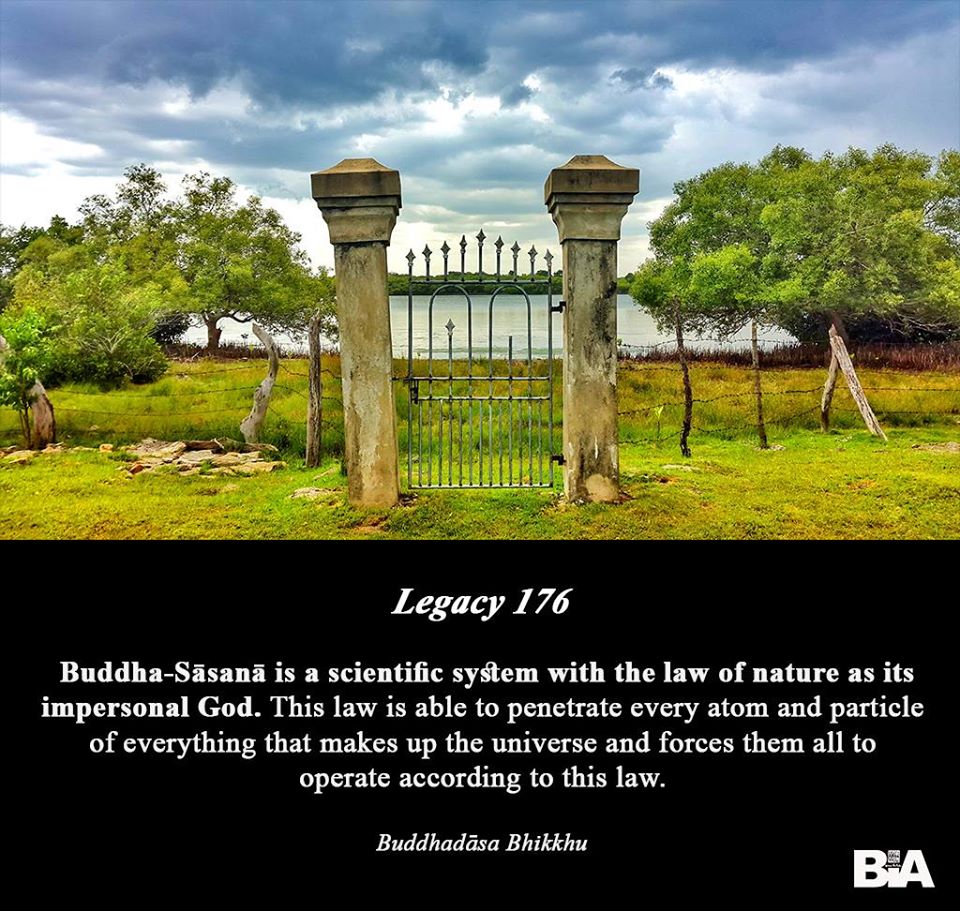 Legacy 176
Buddha-Sāsanā is a scientific system with the law of nature as its
impersonal God. This law is able to penetrate every atom and particle
of everything that makes up the universe and forces them all to
operate according to this law.
Buddhadāsa Bhikkhu
BIA